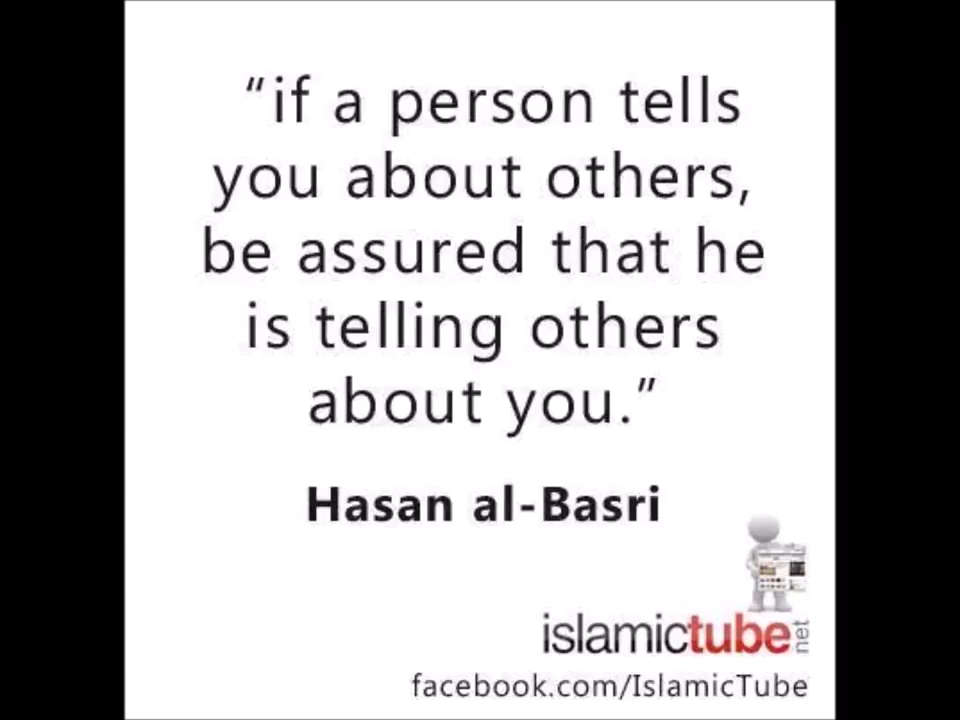 “if a person tells
you about others,
be assured that he
is telling others
about you.”
Hasan al-Basri
islamictube.net
facebook.com/IslamicTube